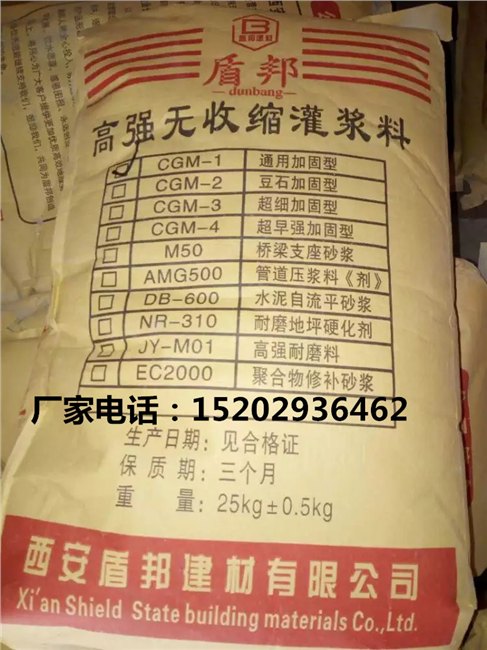 盾邦建材
盾邦
dunbang
高强无收缩灌浆料
CGM-1 通用加固型
CGM-2 豆石加固型
CGM-3 超细加固型
CGM-4 超早强加固型
M50 桥梁支座砂浆
AMG500 管道压浆料《剂》
DB-600 水泥自流平砂浆
NR-310 耐磨地坪硬化剂
JY-M01 高强耐磨料
EC2000 聚合物修补砂浆
厂家电话：15202936462
生产日期：见合格证
保质期：三个月
重量：25kg±0.5kg
西安盾邦建材有限公司
Xi'an Shield State building materials Co.,Ltd.